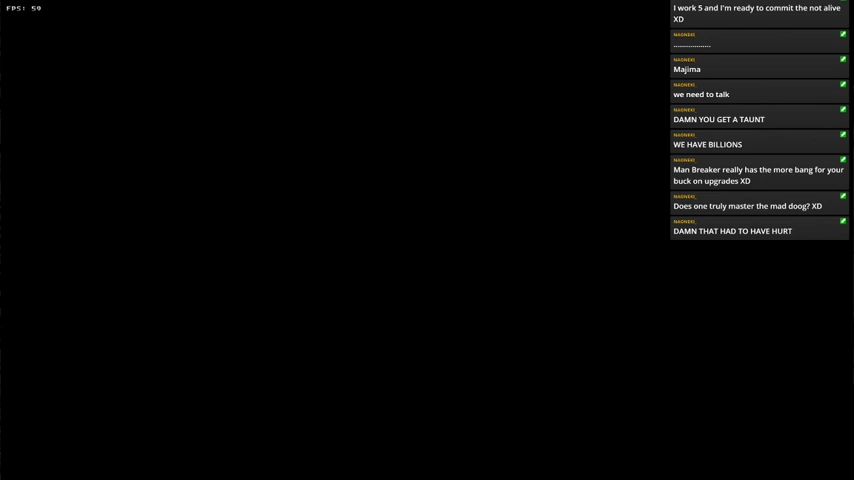 FPS: 59
I work 5 and I'm ready to commit the not alive
XD
NAONEKI_
..................
NAONEKI_
Majima
NAONEKI_
we need to talk
NAONEKI_
DAMN YOU GET A TAUNT
NAONEKI_
WE HAVE BILLIONS
NAONEKI_
Man Breaker really has the more bang for your
buck on upgrades XD
NAONEKI_
Does one truly master the mad doog? XD
NAONEKI_
DAMN THAT HAD TO HAVE HURT